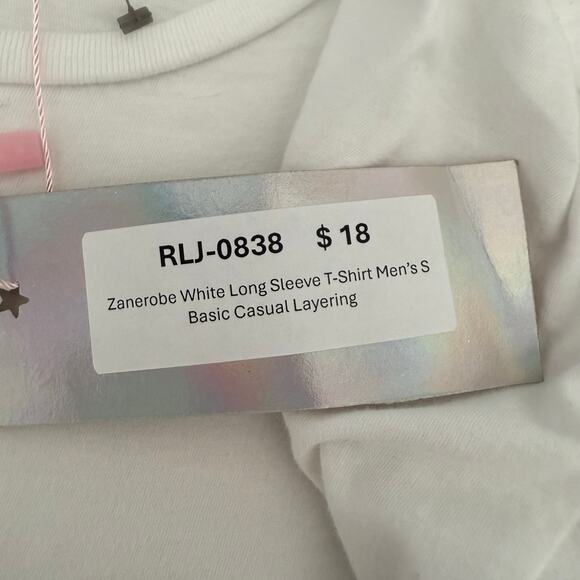 RLJ-0838 $ 18
Zanerobe White Long Sleeve T-Shirt Men's S
Basic Casual Layering